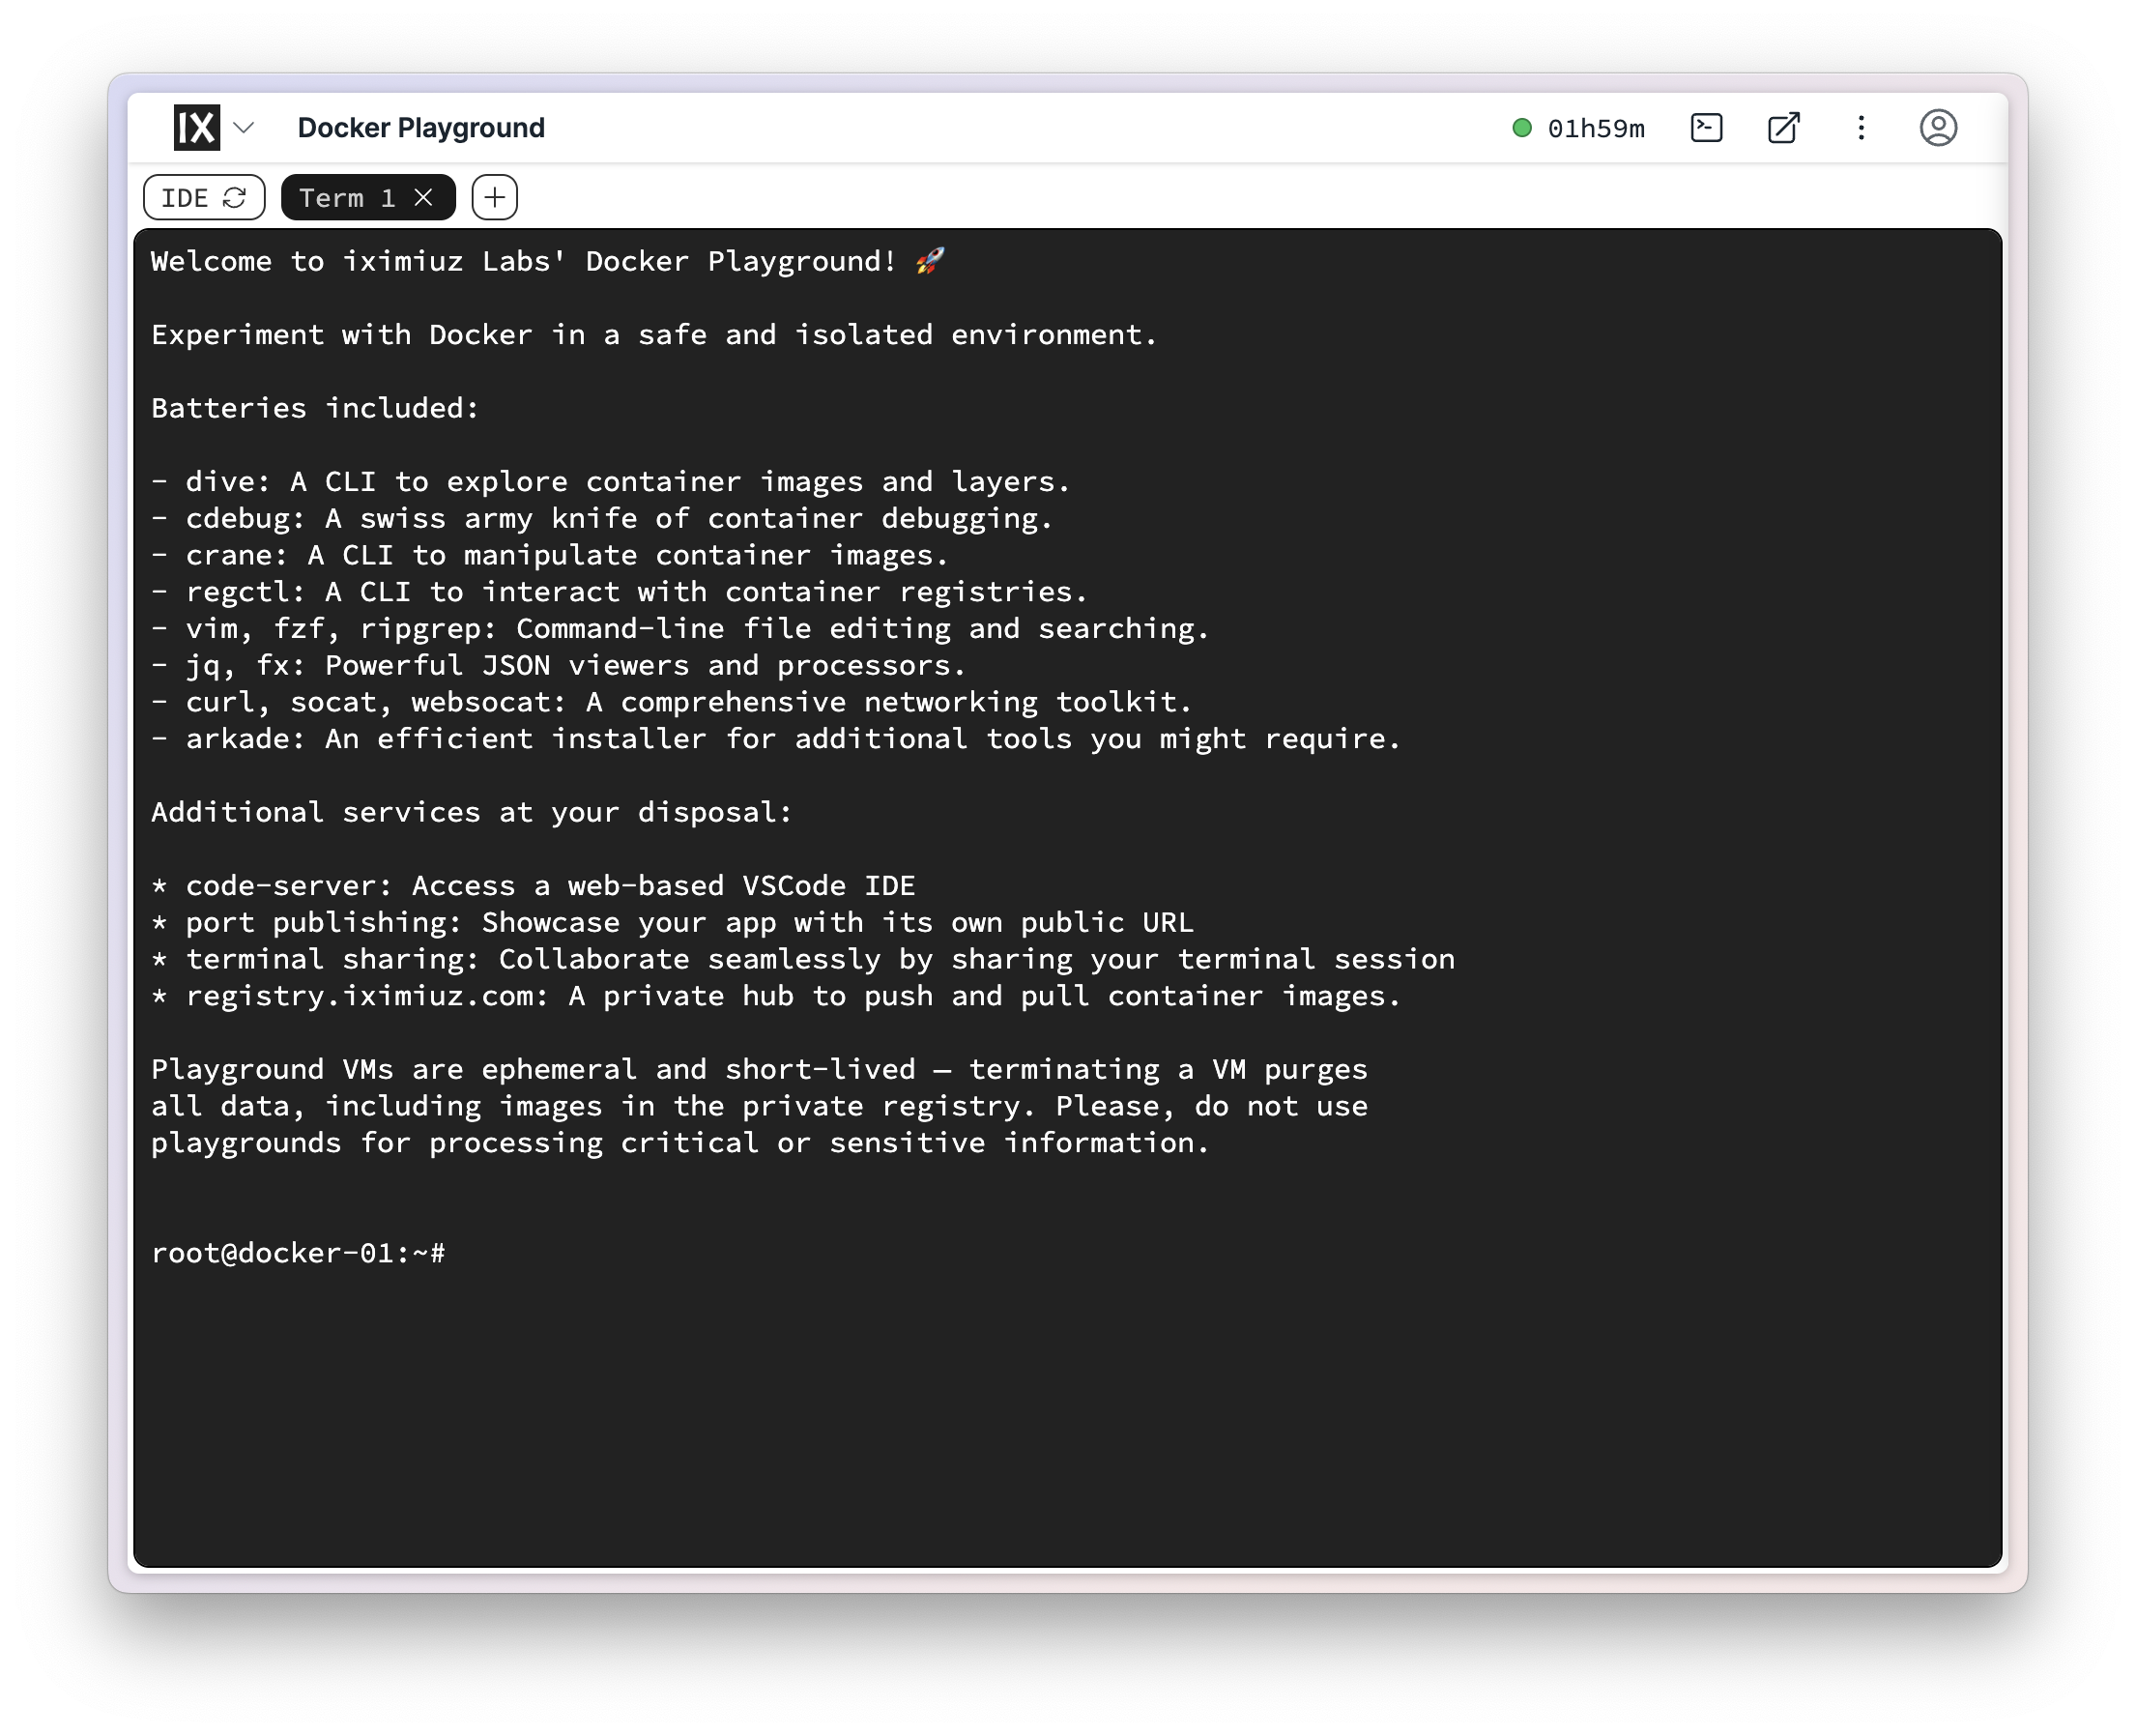 IX Docker Playground 01h59m
IDE Term 1
Welcome to iximiuz Labs' Docker Playground! 🚀
Experiment with Docker in a safe and isolated environment.
Batteries included:
- dive: A CLI to explore container images and layers.
- cdebug: A swiss army knife of container debugging.
- crane: A CLI to manipulate container images.
- regctl: A CLI to interact with container registries.
- vim, fzf, ripgrep: Command-line file editing and searching.
- jq, fx: Powerful JSON viewers and processors.
- curl, socat, websocat: A comprehensive networking toolkit.
- arkade: An efficient installer for additional tools you might require.
Additional services at your disposal:
* code-server: Access a web-based VSCode IDE
* port publishing: Showcase your app with its own public URL
* terminal sharing: Collaborate seamlessly by sharing your terminal session
* registry.iximiuz.com: A private hub to push and pull container images.
Playground VMs are ephemeral and short-lived — terminating a VM purges
all data, including images in the private registry. Please, do not use
playgrounds for processing critical or sensitive information.
root@docker-01:~#